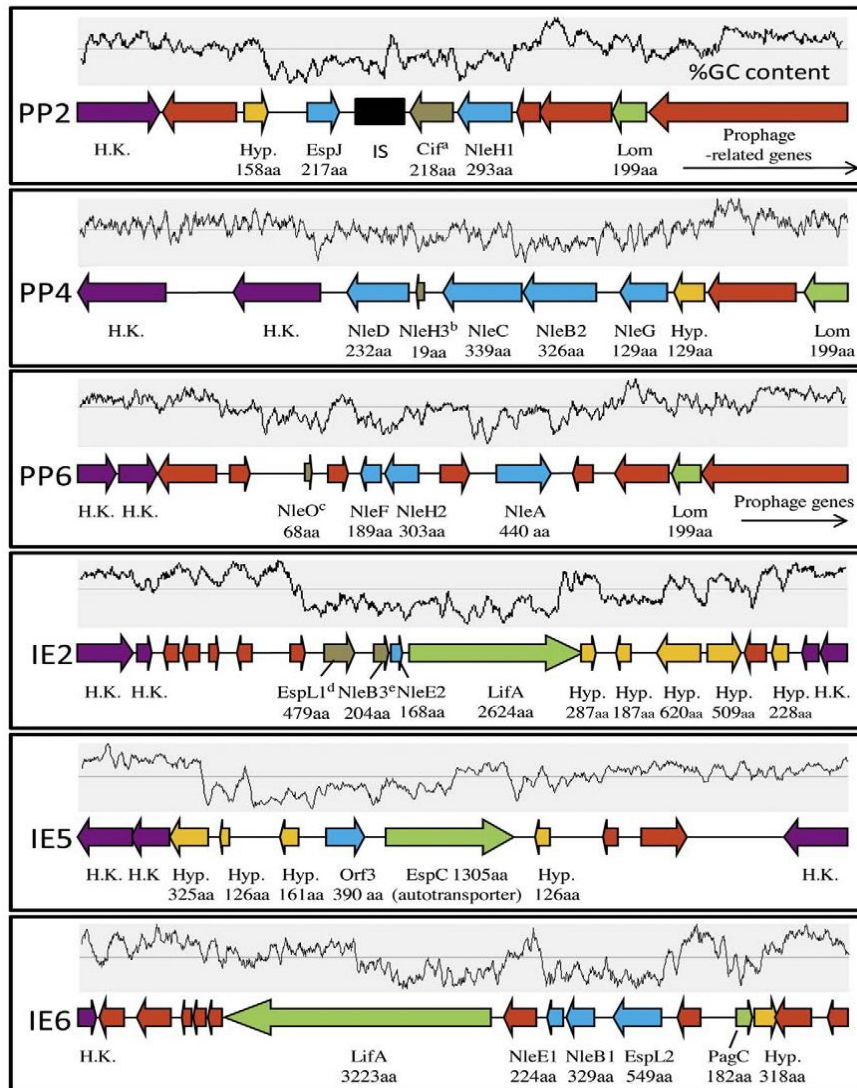 %GC content
PP2
H.K. Hyp. EspJ IS Cifᵃ NleH1 Lom Prophage
158aa 217aa 218aa 293aa 199aa -related genes
PP4
H.K. H.K. NleD NleH3ᵇ NleC NleB2 NleG Hyp. Lom
232aa 19aa 339aa 326aa 129aa 129aa 199aa
PP6
H.K. H.K. NleOᶜ NleF NleH2 NleA Lom Prophage genes
68aa 189aa 303aa 440 aa 199aa
IE2
H.K. H.K. EspL1ᵈ NleB3ᵉ NleE2 LifA Hyp. Hyp. Hyp. Hyp. Hyp. H.K.
479aa 204aa 168aa 2624aa 287aa 187aa 620aa 509aa 228aa
IE5
H.K. H.K Hyp. Hyp. Hyp. Orf3 EspC 1305aa Hyp. H.K.
325aa 126aa 161aa 390 aa (autotransporter) 126aa
IE6
H.K. LifA NleE1 NleB1 EspL2 PagC Hyp.
3223aa 224aa 329aa 549aa 182aa 318aa